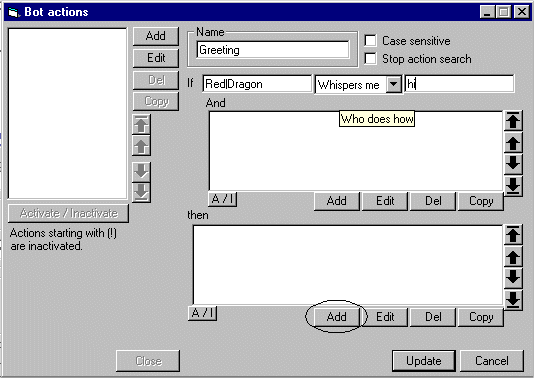 Bot actions
Add
Edit
Del
Copy
Activate / Inactivate
Actions starting with (!)
are inactivated.
Close
Name
Greeting
Case sensitive
Stop action search
If Red|Dragon Whispers me hi
And
Who does how
A / I Add Edit Del Copy
then
A / I Add Edit Del Copy
Update Cancel